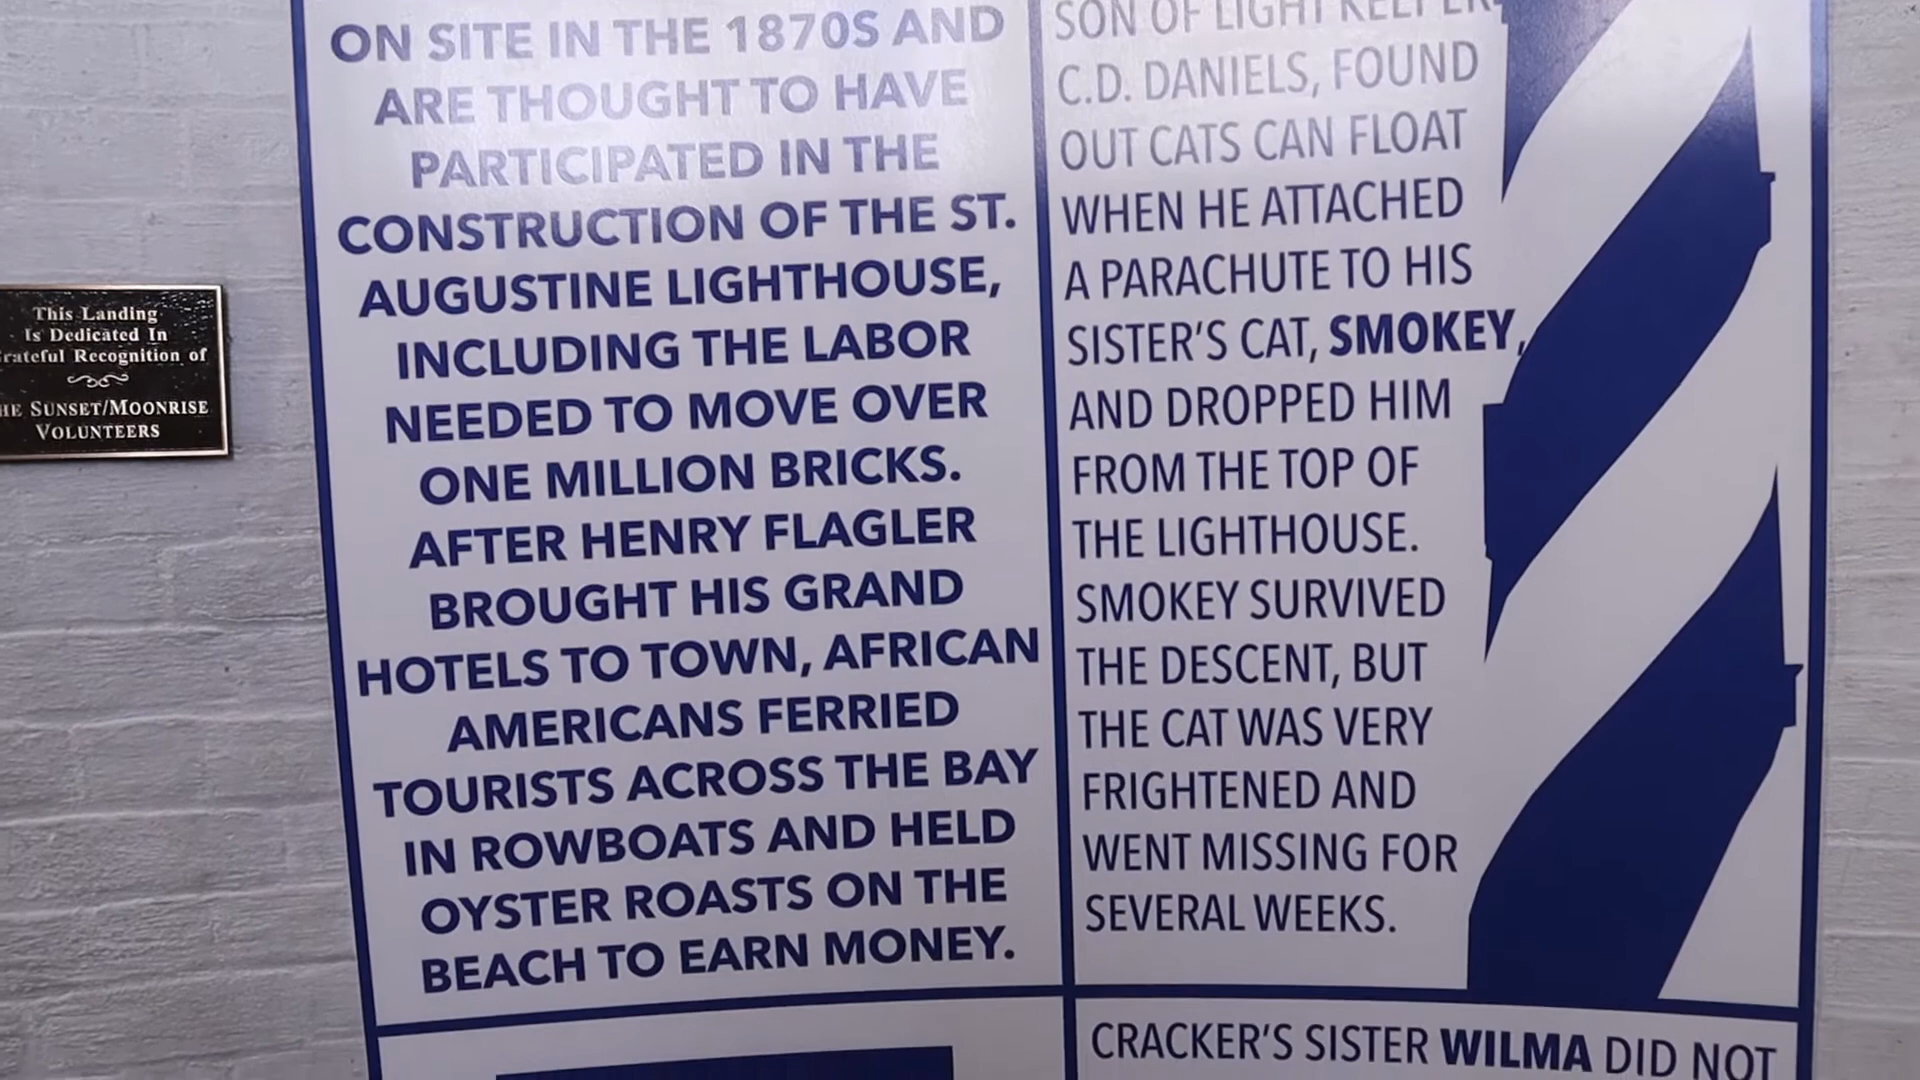 This Landing
Is Dedicated In
rateful Recognition of
HE SUNSET/MOONRISE
VOLUNTEERS
ON SITE IN THE 1870S AND
ARE THOUGHT TO HAVE
PARTICIPATED IN THE
CONSTRUCTION OF THE ST.
AUGUSTINE LIGHTHOUSE,
INCLUDING THE LABOR
NEEDED TO MOVE OVER
ONE MILLION BRICKS.
AFTER HENRY FLAGLER
BROUGHT HIS GRAND
HOTELS TO TOWN, AFRICAN
AMERICANS FERRIED
TOURISTS ACROSS THE BAY
IN ROWBOATS AND HELD
OYSTER ROASTS ON THE
BEACH TO EARN MONEY.
SON OF LIGHT KEEPER
C.D. DANIELS, FOUND
OUT CATS CAN FLOAT
WHEN HE ATTACHED
A PARACHUTE TO HIS
SISTER'S CAT, SMOKEY,
AND DROPPED HIM
FROM THE TOP OF
THE LIGHTHOUSE.
SMOKEY SURVIVED
THE DESCENT, BUT
THE CAT WAS VERY
FRIGHTENED AND
WENT MISSING FOR
SEVERAL WEEKS.
CRACKER'S SISTER WILMA DID NOT